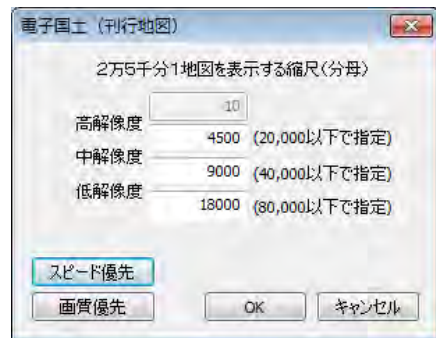 電子国土（刊行地図）
2万5千分1地図を表示する縮尺(分母)
10
高解像度
4500 (20,000以下で指定)
中解像度
9000 (40,000以下で指定)
低解像度
18000 (80,000以下で指定)
スピード優先
画質優先 OK キャンセル